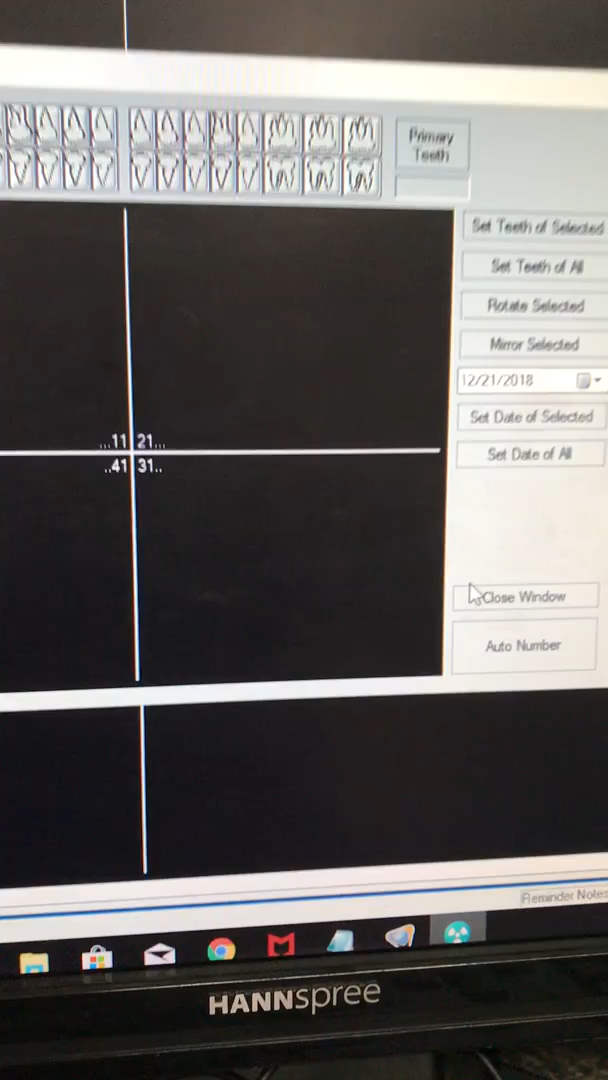 Primary
Teeth
Set Teeth of Selected
Set Teeth of All
Rotate Selected
Mirror Selected
12/21/2018
Set Date of Selected
...11 21...
Set Date of All
..41 31..
Close Window
Auto Number
Reminder Notes
HANNspree